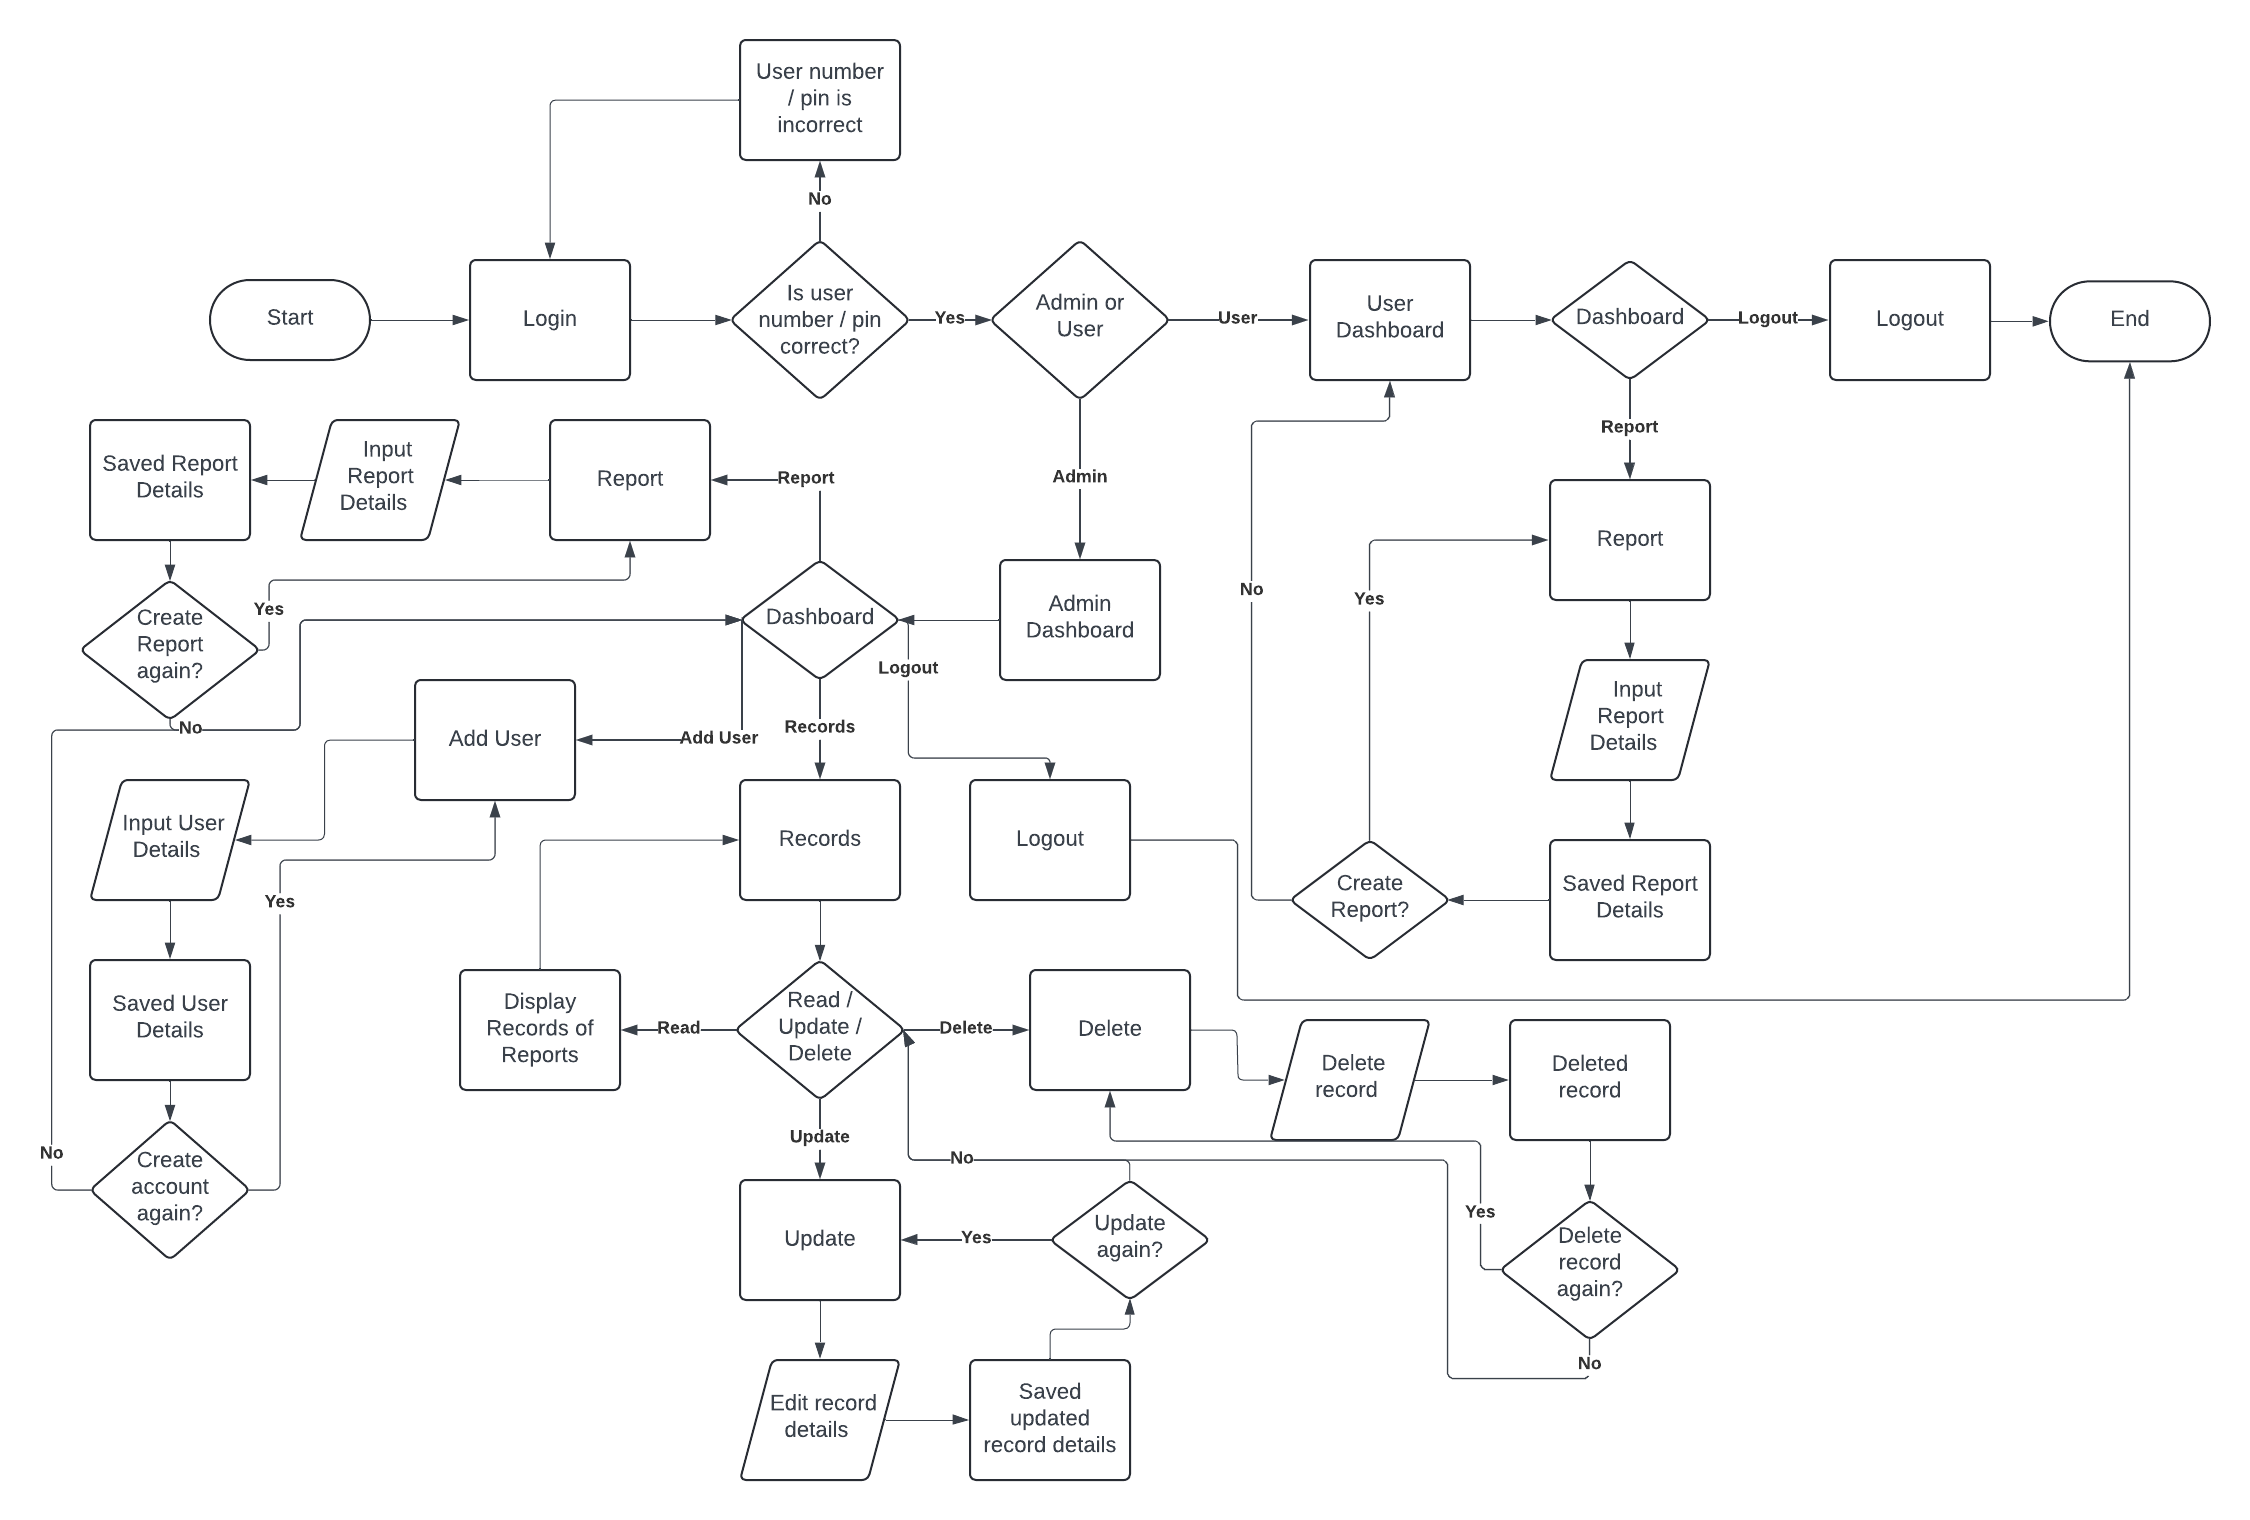 User number
/ pin is
incorrect
No
Start
Login
Is user
number / pin
correct?
Yes
Admin or
User
User
User
Dashboard
Dashboard
Logout
Logout
End
Report
Admin
Saved Report
Details
Input
Report
Details
Report
Report
Create
Report
again?
Yes
No
Dashboard
Admin
Dashboard
Logout
No
Yes
Report
Input
Report
Details
Saved Report
Details
Create
Report?
Add User
Add User
Records
Input User
Details
Yes
Records
Logout
Saved User
Details
No
Create
account
again?
Display
Records of
Reports
Read
Read /
Update /
Delete
Delete
Delete
Delete
record
Deleted
record
Update
No
Yes
Update
Yes
Update
again?
Delete
record
again?
No
Edit record
details
Saved
updated
record details